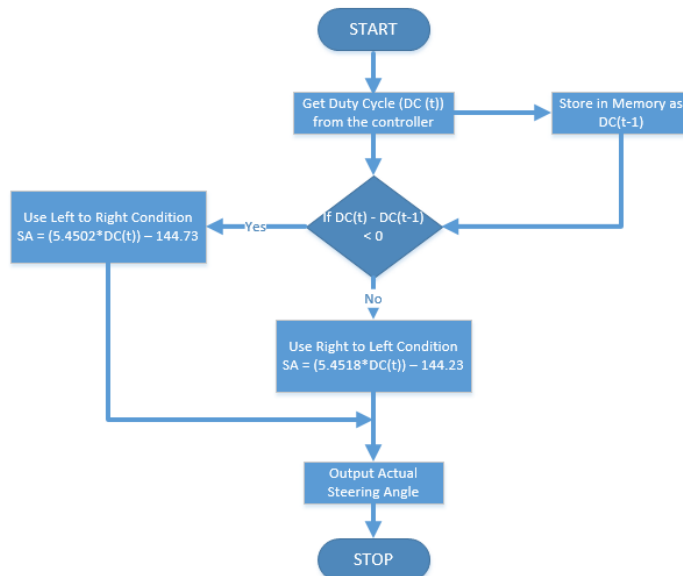 START
Get Duty Cycle (DC (t))
from the controller
Store in Memory as
DC(t-1)
If DC(t) - DC(t-1)
< 0
Yes
Use Left to Right Condition
SA = (5.4502*DC(t)) – 144.73
No
Use Right to Left Condition
SA = (5.4518*DC(t)) – 144.23
Output Actual
Steering Angle
STOP